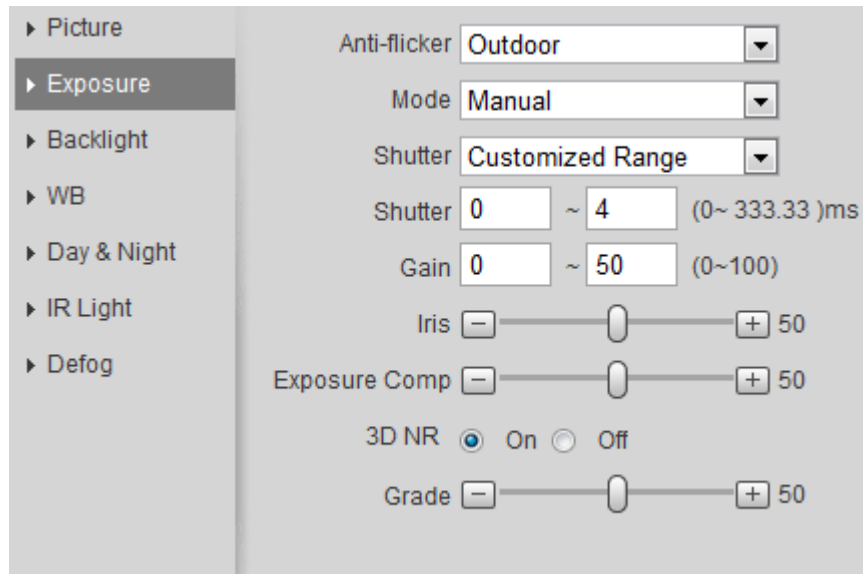 Picture
Exposure
Backlight
WB
Day & Night
IR Light
Defog
Anti-flicker Outdoor
Mode Manual
Shutter Customized Range
Shutter 0 ~ 4 (0~ 333.33 )ms
Gain 0 ~ 50 (0~100)
Iris 50
Exposure Comp 50
3D NR On Off
Grade 50